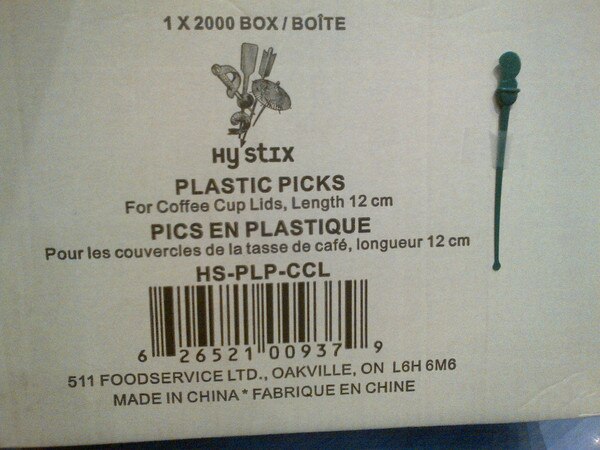 1 X 2000 BOX / BOÎTE
Hy stix
PLASTIC PICKS
For Coffee Cup Lids, Length 12 cm
PICS EN PLASTIQUE
Pour les couvercles de la tasse de café, longueur 12 cm
HS-PLP-CCL
6 26521 00937 9
511 FOODSERVICE LTD., OAKVILLE, ON L6H 6M6
MADE IN CHINA * FABRIQUE EN CHINE